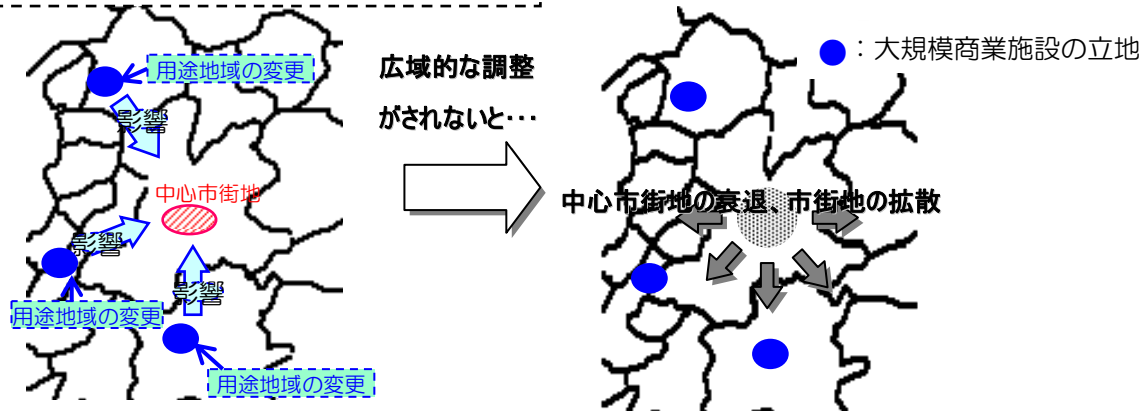 用途地域の変更
影響
中心市街地
影響
影響
用途地域の変更
用途地域の変更
広域的な調整
がされないと・・・
●：大規模商業施設の立地
中心市街地の衰退、市街地の拡散